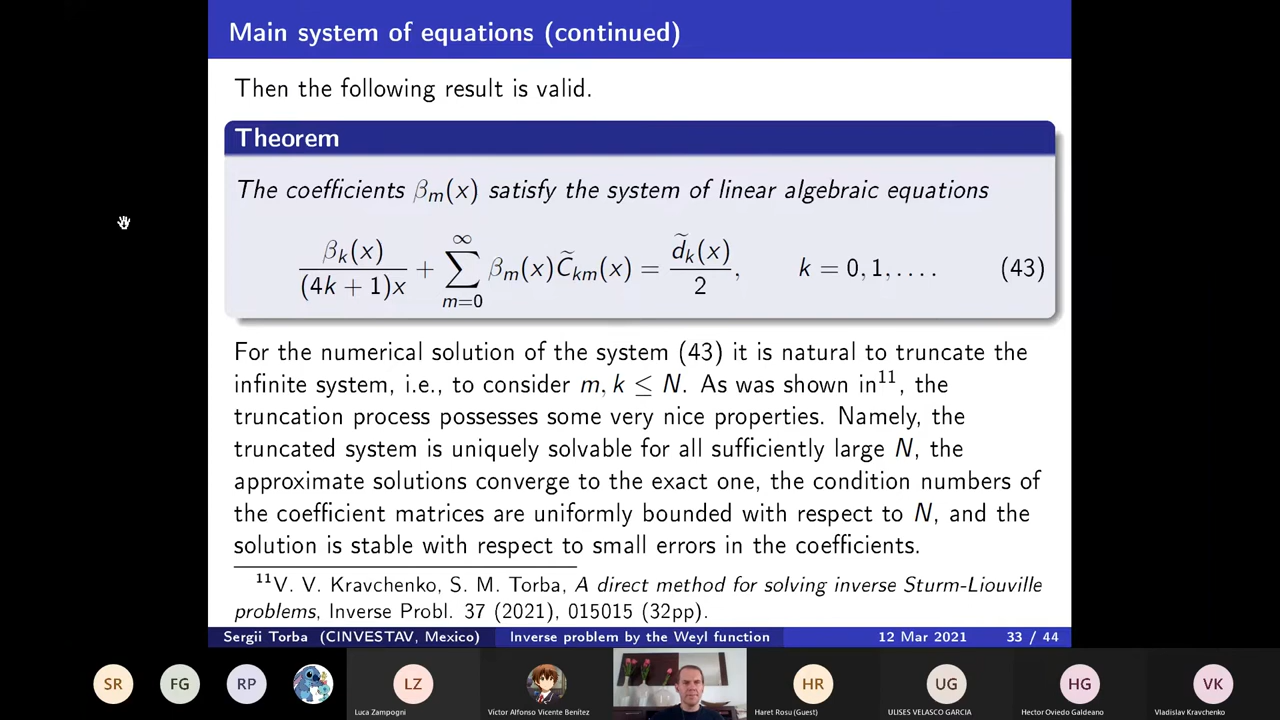 Main system of equations (continued)
Then the following result is valid.
Theorem
The coefficients βₘ(x) satisfy the system of linear algebraic equations
βₖ(x)/((4k + 1)x) + ∑_{m=0}^{∞} βₘ(x)C̃ₖₘ(x) = d̃ₖ(x)/2, k = 0, 1, . . . . (43)
For the numerical solution of the system (43) it is natural to truncate the
infinite system, i.e., to consider m, k ≤ N. As was shown in¹¹, the
truncation process possesses some very nice properties. Namely, the
truncated system is uniquely solvable for all sufficiently large N, the
approximate solutions converge to the exact one, the condition numbers of
the coefficient matrices are uniformly bounded with respect to N, and the
solution is stable with respect to small errors in the coefficients.
¹¹V. V. Kravchenko, S. M. Torba, A direct method for solving inverse Sturm-Liouville
problems, Inverse Probl. 37 (2021), 015015 (32pp).
Sergii Torba (CINVESTAV, Mexico) Inverse problem by the Weyl function 12 Mar 2021 33 / 44
SR FG RP LZ HR UG HG VK
Luca Zampogni Víctor Alfonso Vicente Benítez Haret Rosu (Guest) ULISES VELASCO GARCIA Hector Oviedo Galdeano Vladislav Kravchenko